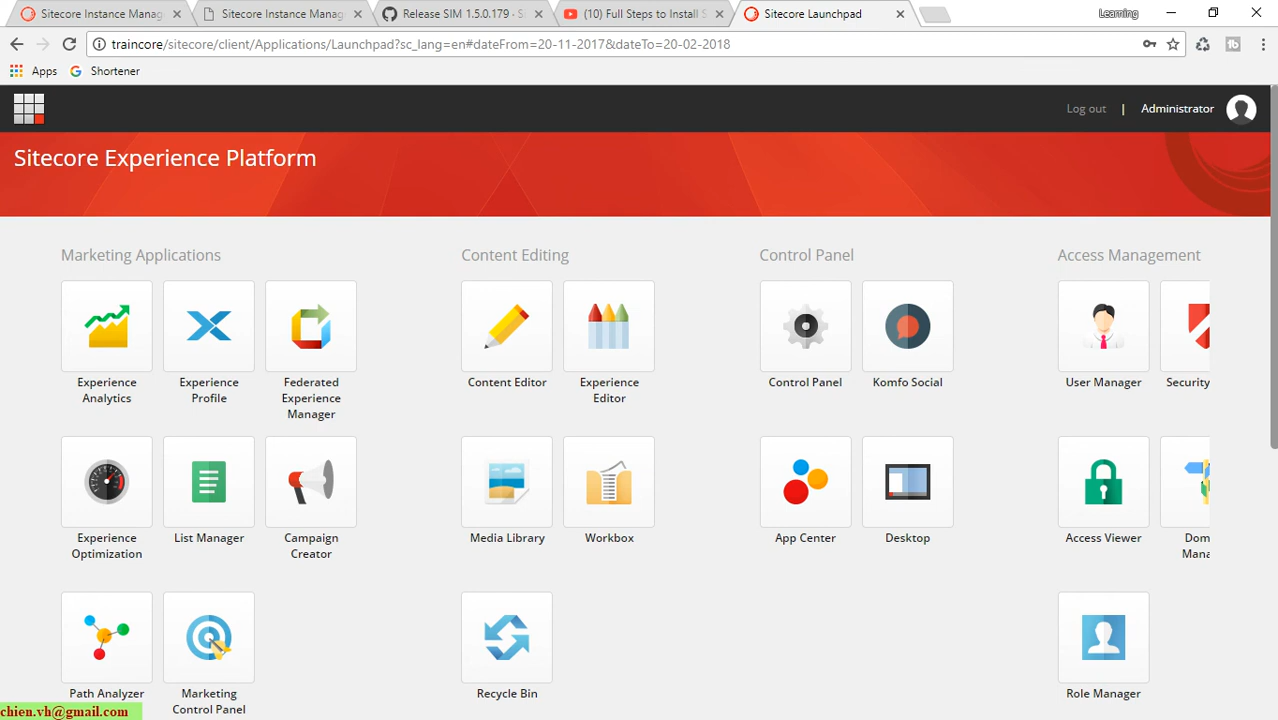 Sitecore Instance Manag
Sitecore Instance Manag
Release SIM 1.5.0.179 · S
(10) Full Steps to Install S
Sitecore Launchpad
Learning
traincore/sitecore/client/Applications/Launchpad?sc_lang=en#dateFrom=20-11-2017&dateTo=20-02-2018
Apps
Shortener
Log out | Administrator
Sitecore Experience Platform
Marketing Applications
Content Editing
Control Panel
Access Management
Experience
Analytics
Experience
Profile
Federated
Experience
Manager
Content Editor
Experience
Editor
Control Panel
Komfo Social
User Manager
Security
Experience
Optimization
List Manager
Campaign
Creator
Media Library
Workbox
App Center
Desktop
Access Viewer
Dom
Mana
Path Analyzer
Marketing
Control Panel
Recycle Bin
Role Manager
chien.vh@gmail.com